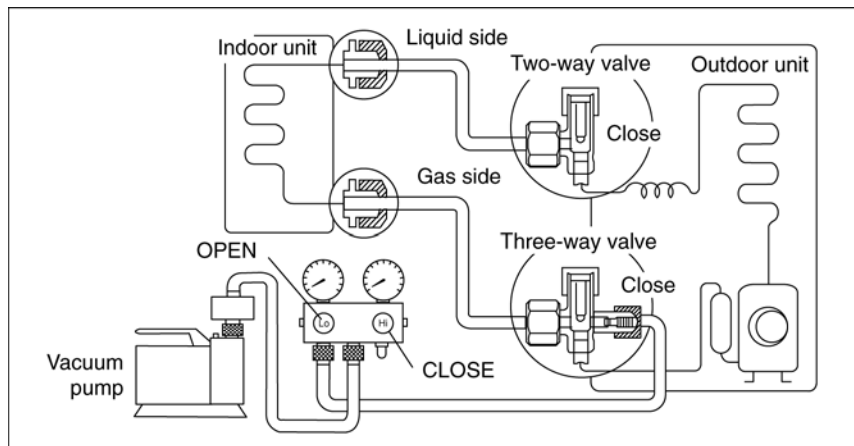 Indoor unit
Liquid side
Two-way valve
Outdoor unit
Close
Gas side
Three-way valve
OPEN
Close
Lo
Hi
CLOSE
Vacuum
pump